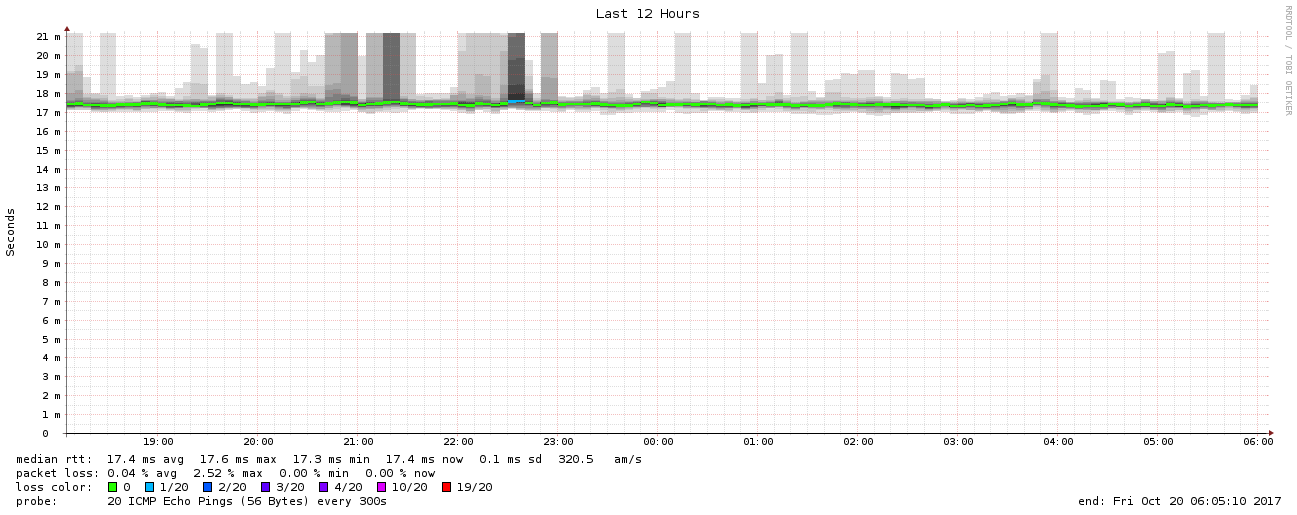 Last 12 Hours
RRDTOOL / TOBI OETIKER
Seconds
21 m
20 m
19 m
18 m
17 m
16 m
15 m
14 m
13 m
12 m
11 m
10 m
9 m
8 m
7 m
6 m
5 m
4 m
3 m
2 m
1 m
0
19:00 20:00 21:00 22:00 23:00 00:00 01:00 02:00 03:00 04:00 05:00 06:00
median rtt: 17.4 ms avg 17.6 ms max 17.3 ms min 17.4 ms now 0.1 ms sd 320.5 am/s
packet loss: 0.04 % avg 2.52 % max 0.00 % min 0.00 % now
loss color: 0 1/20 2/20 3/20 4/20 10/20 19/20
probe: 20 ICMP Echo Pings (56 Bytes) every 300s end: Fri Oct 20 06:05:10 2017